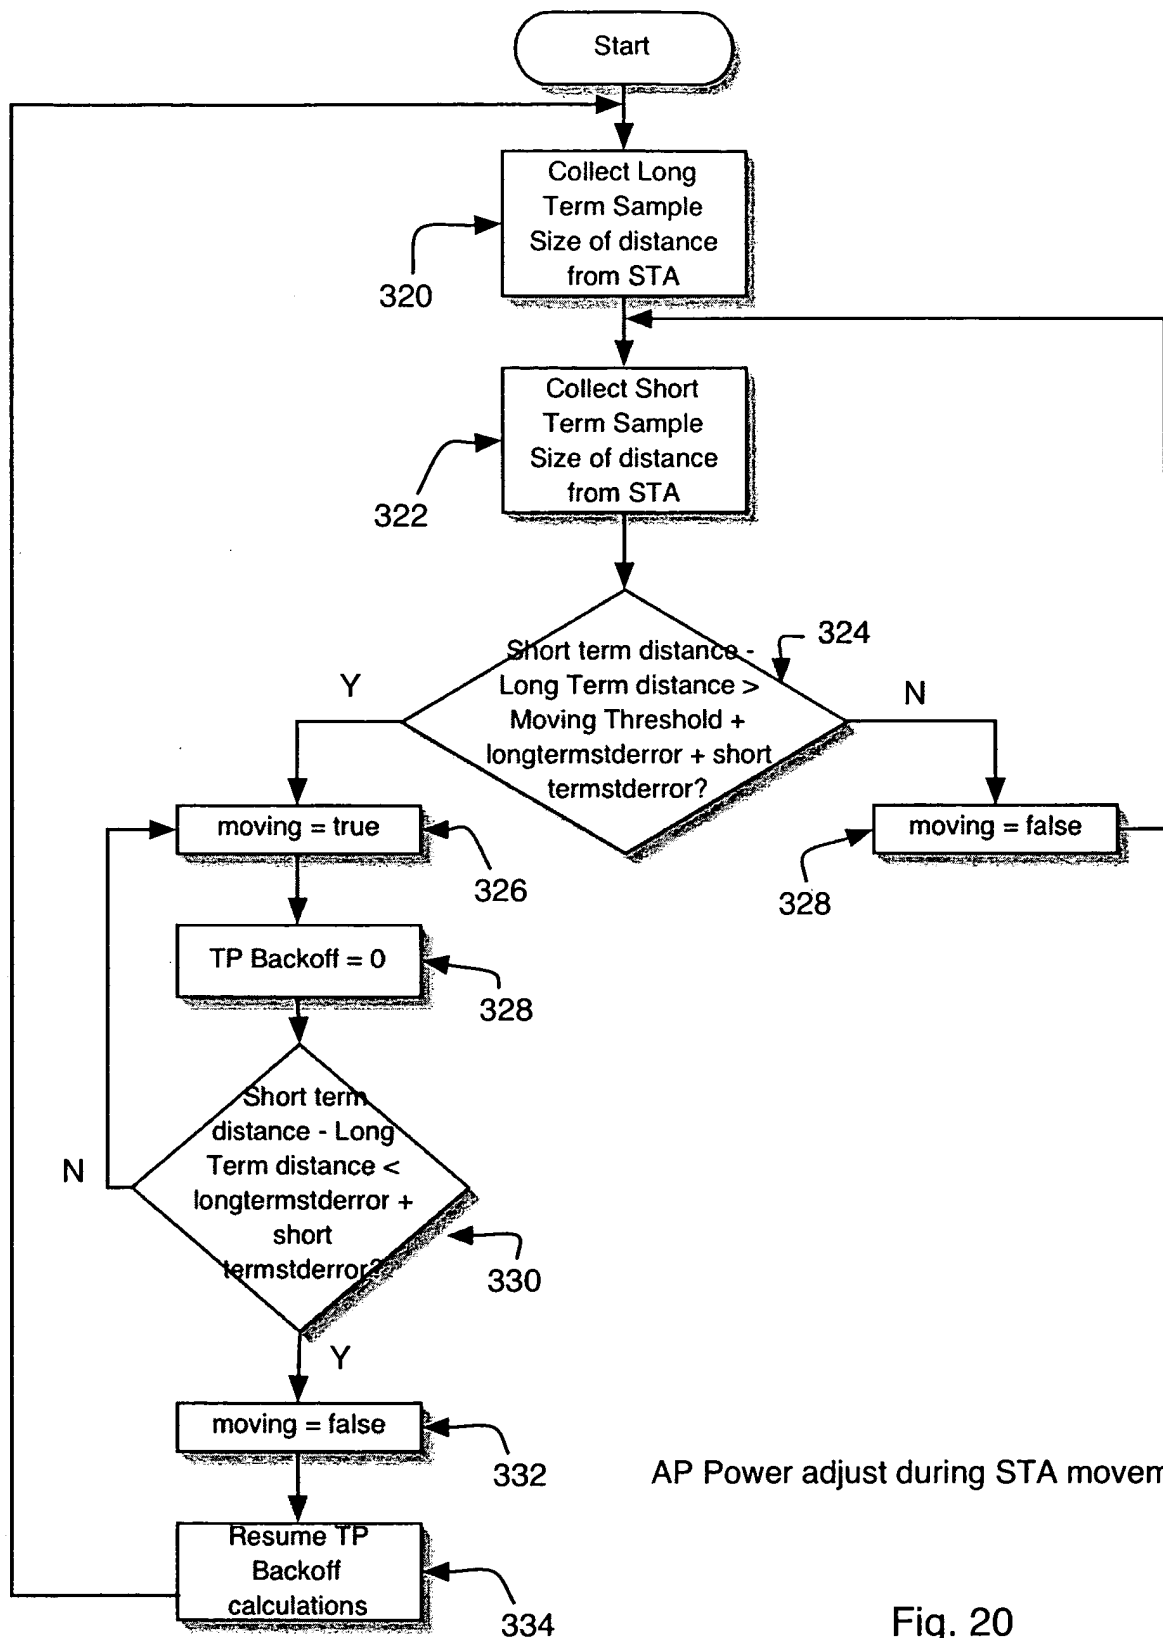 Start
Collect Long
Term Sample
Size of distance
from STA
320
Collect Short
Term Sample
Size of distance
from STA
322
324
Short term distance -
Long Term distance >
Moving Threshold +
longtermstderror + short
termstderror?
Y
N
moving = true
326
moving = false
328
TP Backoff = 0
328
Short term
distance - Long
Term distance <
longtermstderror +
short
termstderror?
N
330
Y
moving = false
332
AP Power adjust during STA movem
Resume TP
Backoff
calculations
334
Fig. 20